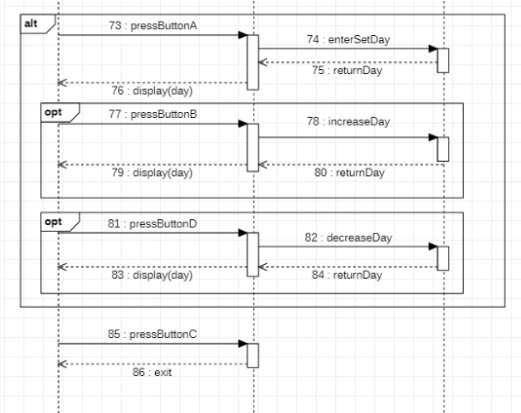 alt
73 : pressButtonA
74 : enterSetDay
75 : returnDay
76 : display(day)
opt
77 : pressButtonB
78 : increaseDay
79 : display(day)
80 : returnDay
opt
81 : pressButtonD
82 : decreaseDay
83 : display(day)
84 : returnDay
85 : pressButtonC
86 : exit